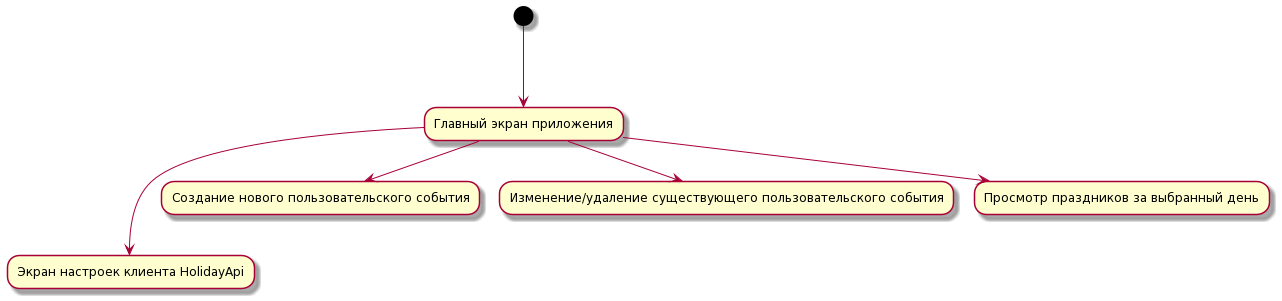 Главный экран приложения
Создание нового пользовательского события
Изменение/удаление существующего пользовательского события
Просмотр праздников за выбранный день
Экран настроек клиента HolidayApi